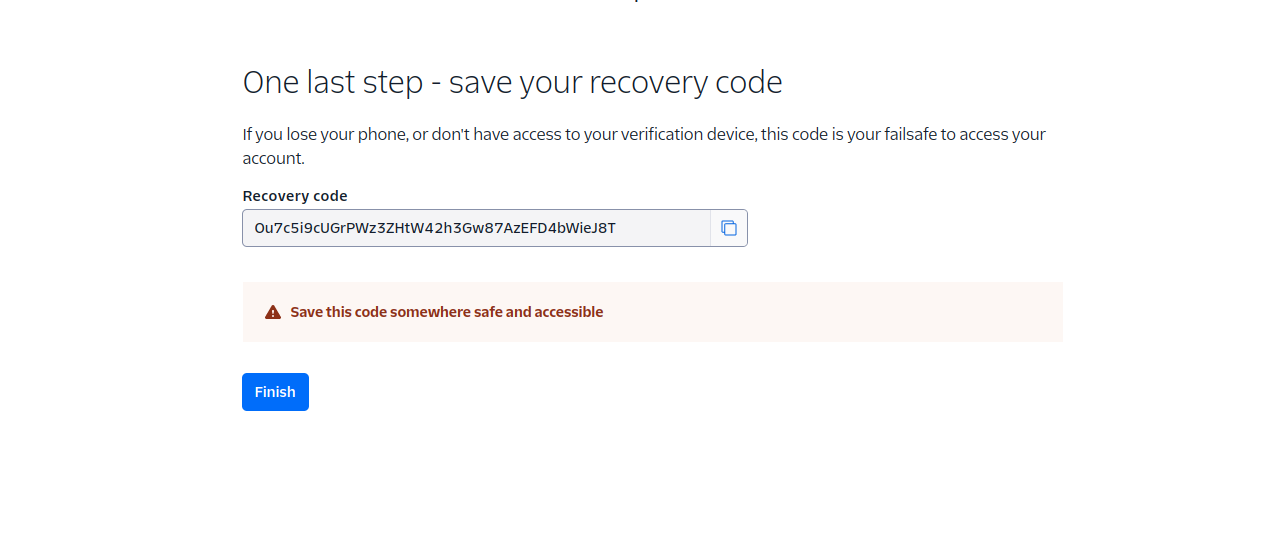 One last step - save your recovery code
If you lose your phone, or don't have access to your verification device, this code is your failsafe to access your
account.
Recovery code
Ou7c5i9cUGrPWz3ZHtW42h3Gw87AzEFD4bWieJ8T
Save this code somewhere safe and accessible
Finish